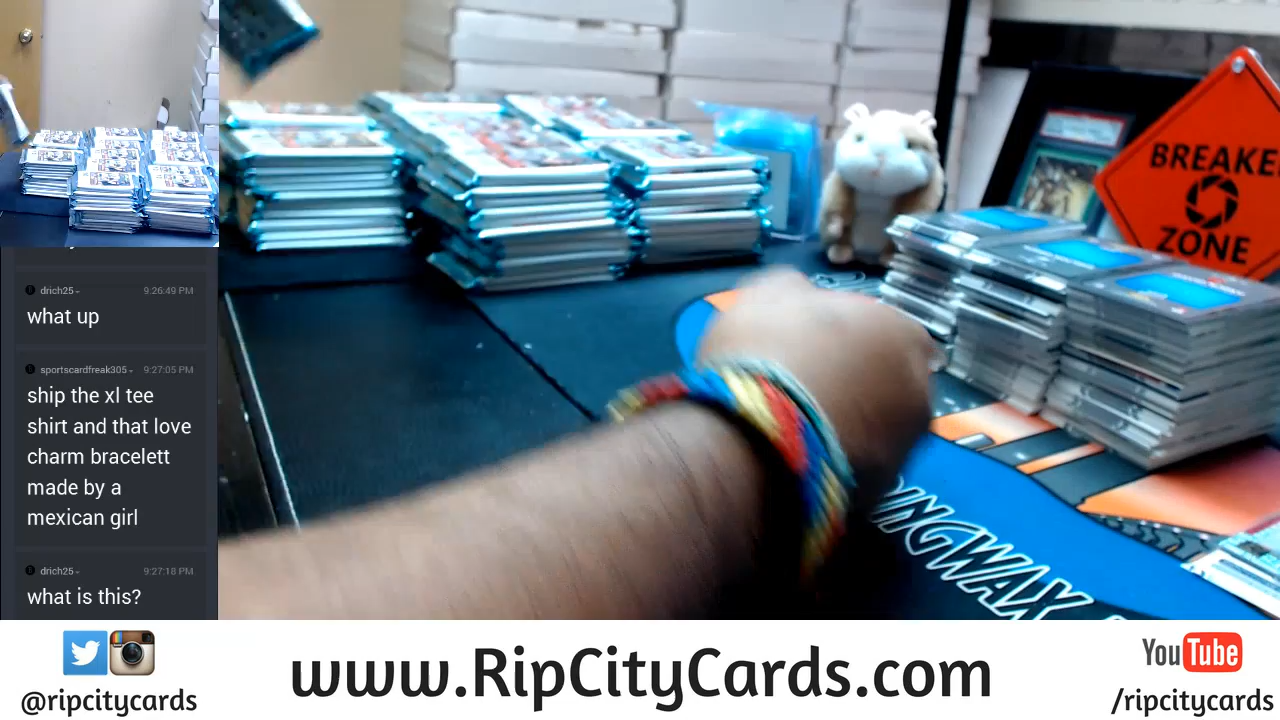 drich25
9:26:49 PM
what up
sportscardfreak305
9:27:05 PM
ship the xl tee
shirt and that love
charm bracelett
made by a
mexican girl
drich25
9:27:18 PM
what is this?
BREAKE
ZONE
INGWAX
www.RipCityCards.com
@ripcitycards
YouTube
/ripcitycards